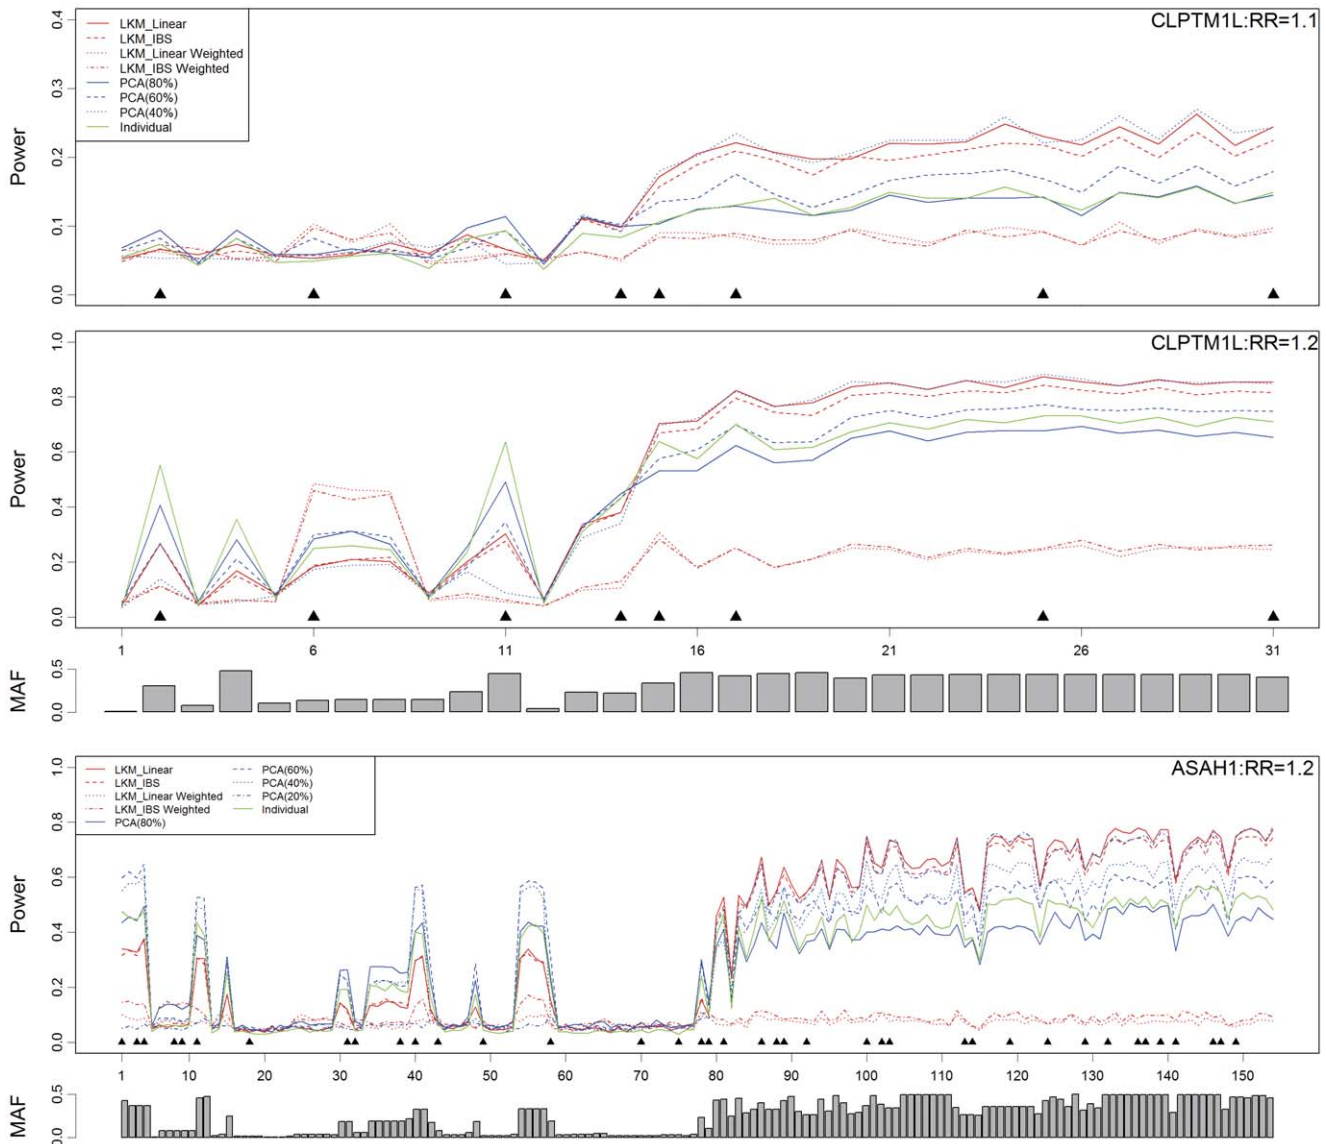 CLPTM1L:RR=1.1
LKM_Linear
LKM_IBS
LKM_Linear Weighted
LKM_IBS Weighted
PCA(80%)
PCA(60%)
PCA(40%)
Individual
Power
0.4
0.3
0.2
0.1
0.0
CLPTM1L:RR=1.2
Power
1.0
0.8
0.6
0.4
0.2
0.0
1 6 11 16 21 26 31
MAF
0.5
0.0
ASAH1:RR=1.2
LKM_Linear PCA(60%)
LKM_IBS PCA(40%)
LKM_Linear Weighted PCA(20%)
LKM_IBS Weighted Individual
PCA(80%)
Power
1.0
0.8
0.6
0.4
0.2
0.0
1 10 20 30 40 50 60 70 80 90 100 110 120 130 140 150
MAF
0.5
0.0